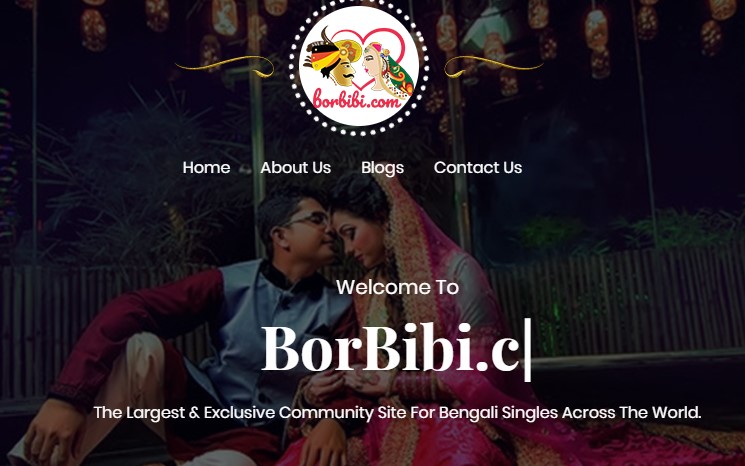 borbibi.com
Home About Us Blogs Contact Us
Welcome To
BorBibi.c|
The Largest & Exclusive Community Site For Bengali Singles Across The World.